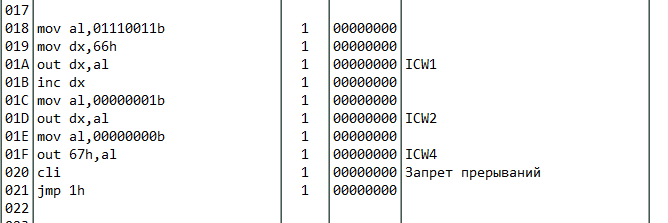 017
018 mov al,01110011b 1 00000000
019 mov dx,66h 1 00000000
01A out dx,al 1 00000000 ICW1
01B inc dx 1 00000000
01C mov al,00000001b 1 00000000
01D out dx,al 1 00000000 ICW2
01E mov al,00000000b 1 00000000
01F out 67h,al 1 00000000 ICW4
020 cli 1 00000000 Запрет прерываний
021 jmp 1h 1 00000000
022